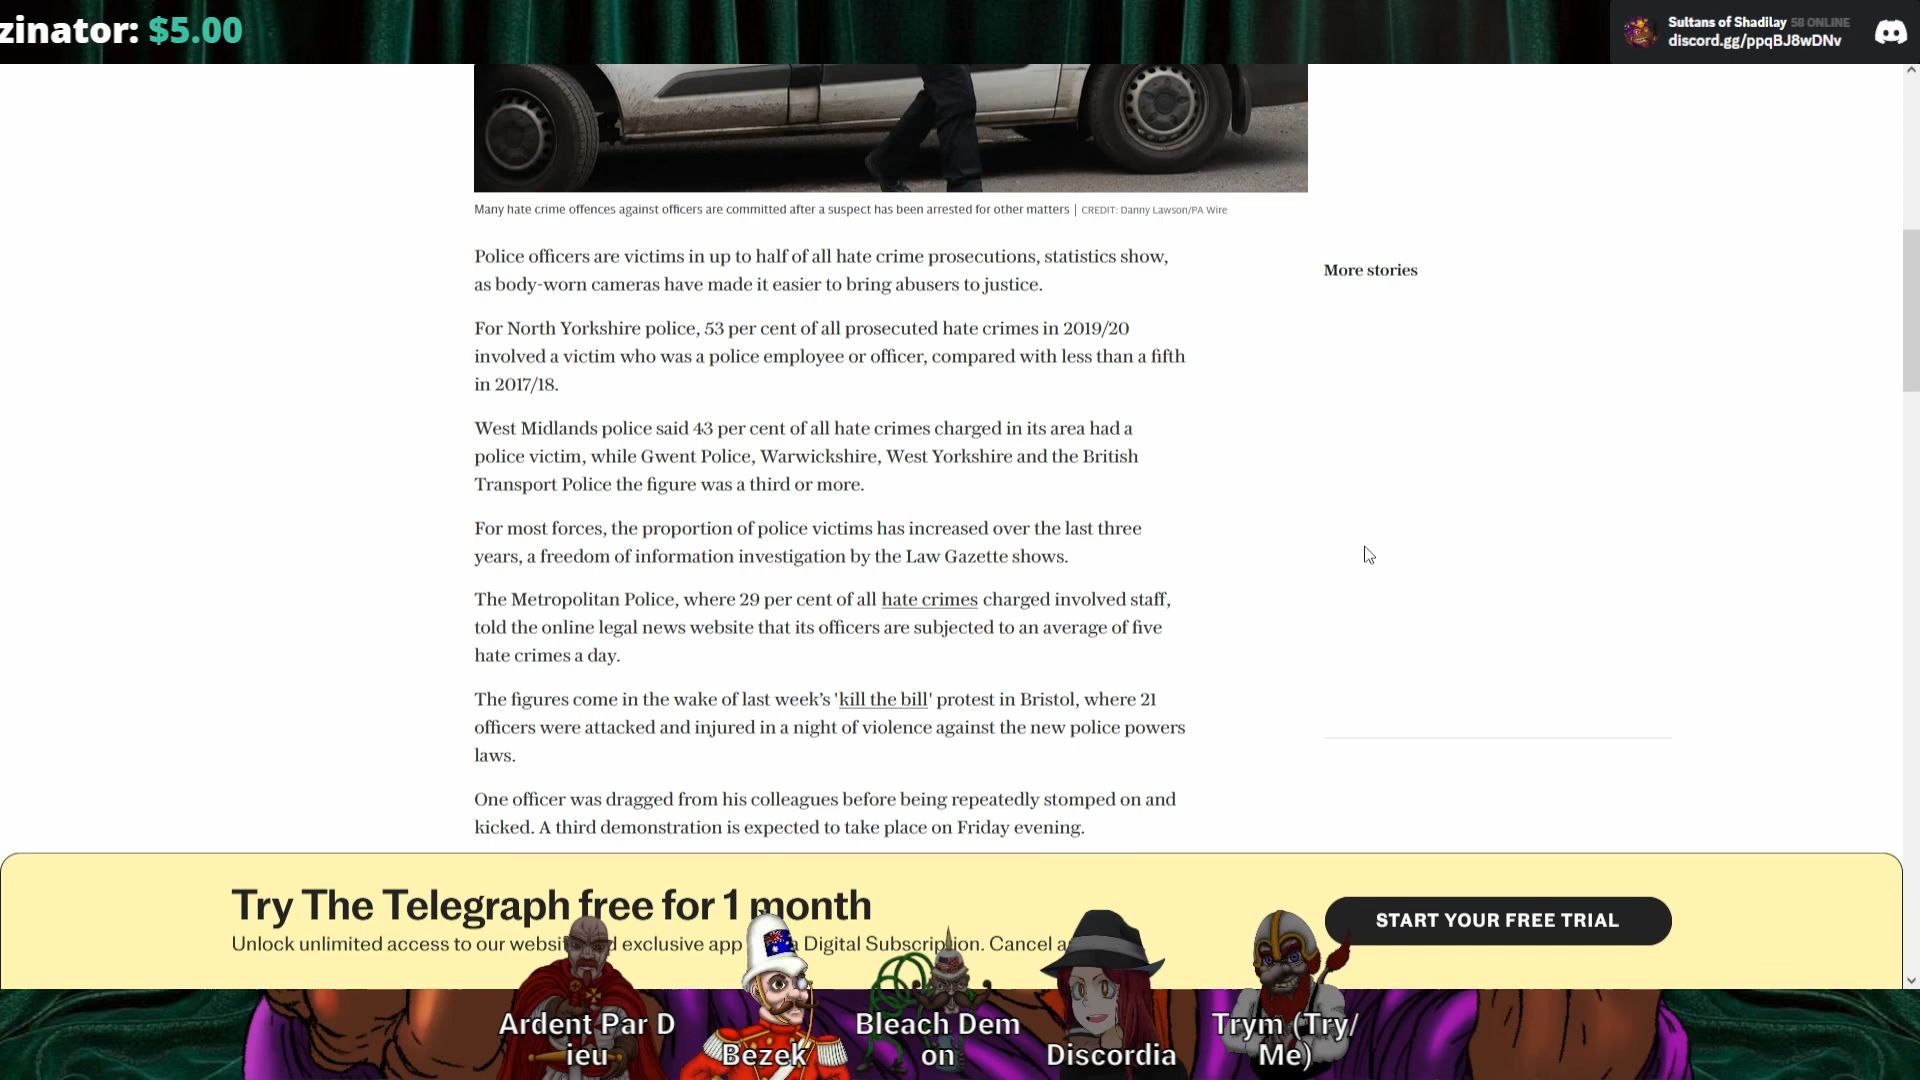 zinator: $5.00
Sultans of Shadilay 58 ONLINE
discord.gg/ppqBJ8wDNv
Many hate crime offences against officers are committed after a suspect has been arrested for other matters | CREDIT: Danny Lawson/PA Wire
Police officers are victims in up to half of all hate crime prosecutions, statistics show,
as body-worn cameras have made it easier to bring abusers to justice.
For North Yorkshire police, 53 per cent of all prosecuted hate crimes in 2019/20
involved a victim who was a police employee or officer, compared with less than a fifth
in 2017/18.
West Midlands police said 43 per cent of all hate crimes charged in its area had a
police victim, while Gwent Police, Warwickshire, West Yorkshire and the British
Transport Police the figure was a third or more.
For most forces, the proportion of police victims has increased over the last three
years, a freedom of information investigation by the Law Gazette shows.
The Metropolitan Police, where 29 per cent of all hate crimes charged involved staff,
told the online legal news website that its officers are subjected to an average of five
hate crimes a day.
The figures come in the wake of last week's 'kill the bill' protest in Bristol, where 21
officers were attacked and injured in a night of violence against the new police powers
laws.
One officer was dragged from his colleagues before being repeatedly stomped on and
kicked. A third demonstration is expected to take place on Friday evening.
More stories
Try The Telegraph free for 1 month
Unlock unlimited access to our exclusive app Digital Subscription. Cancel
START YOUR FREE TRIAL
Ardent Par D
ieu
Bezek
Bleach Dem
on
Discordia
Trym (Try/
Me)